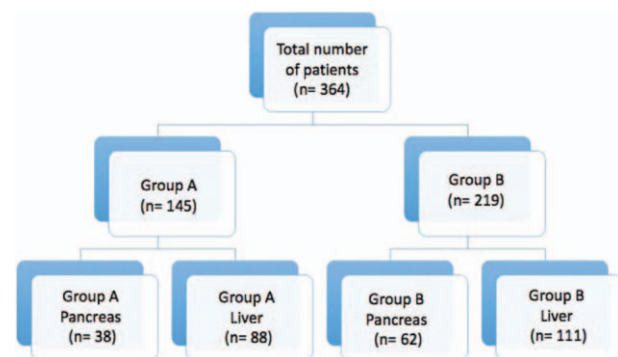 Total number
of patients
(n= 364)
Group A
(n= 145)
Group B
(n= 219)
Group A
Pancreas
(n= 38)
Group A
Liver
(n= 88)
Group B
Pancreas
(n= 62)
Group B
Liver
(n= 111)